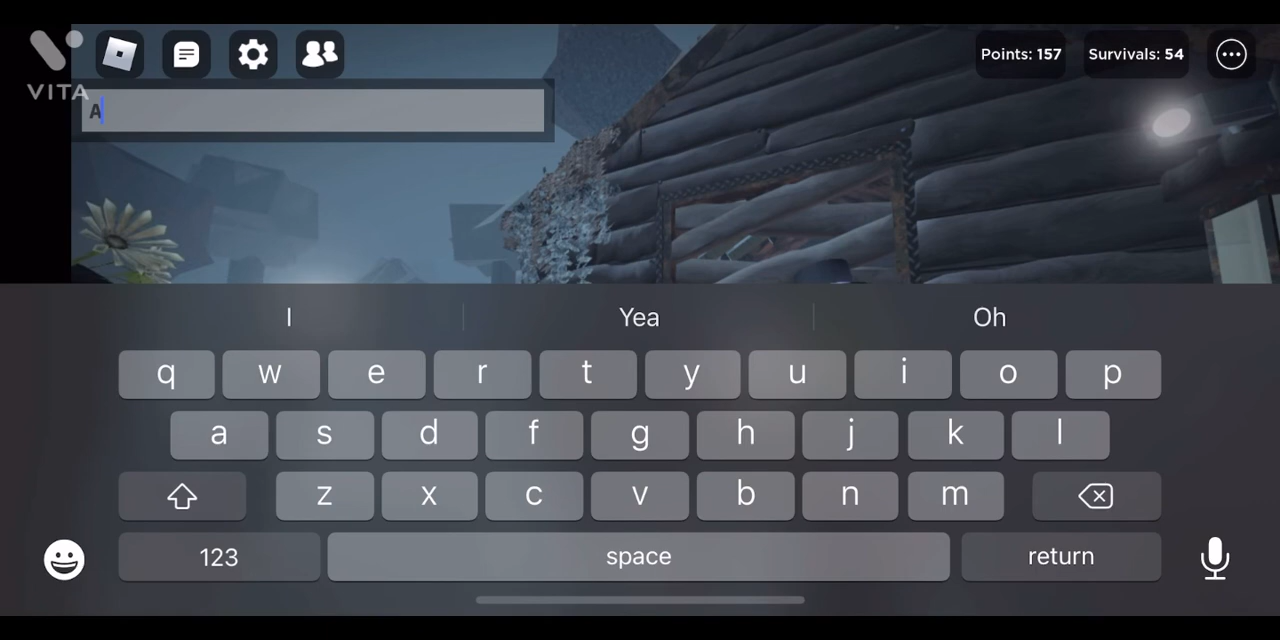 Points: 157 Survivals: 54
VITA
A
I Yea Oh
q w e r t y u i o p
a s d f g h j k l
z x c v b n m
123 space return